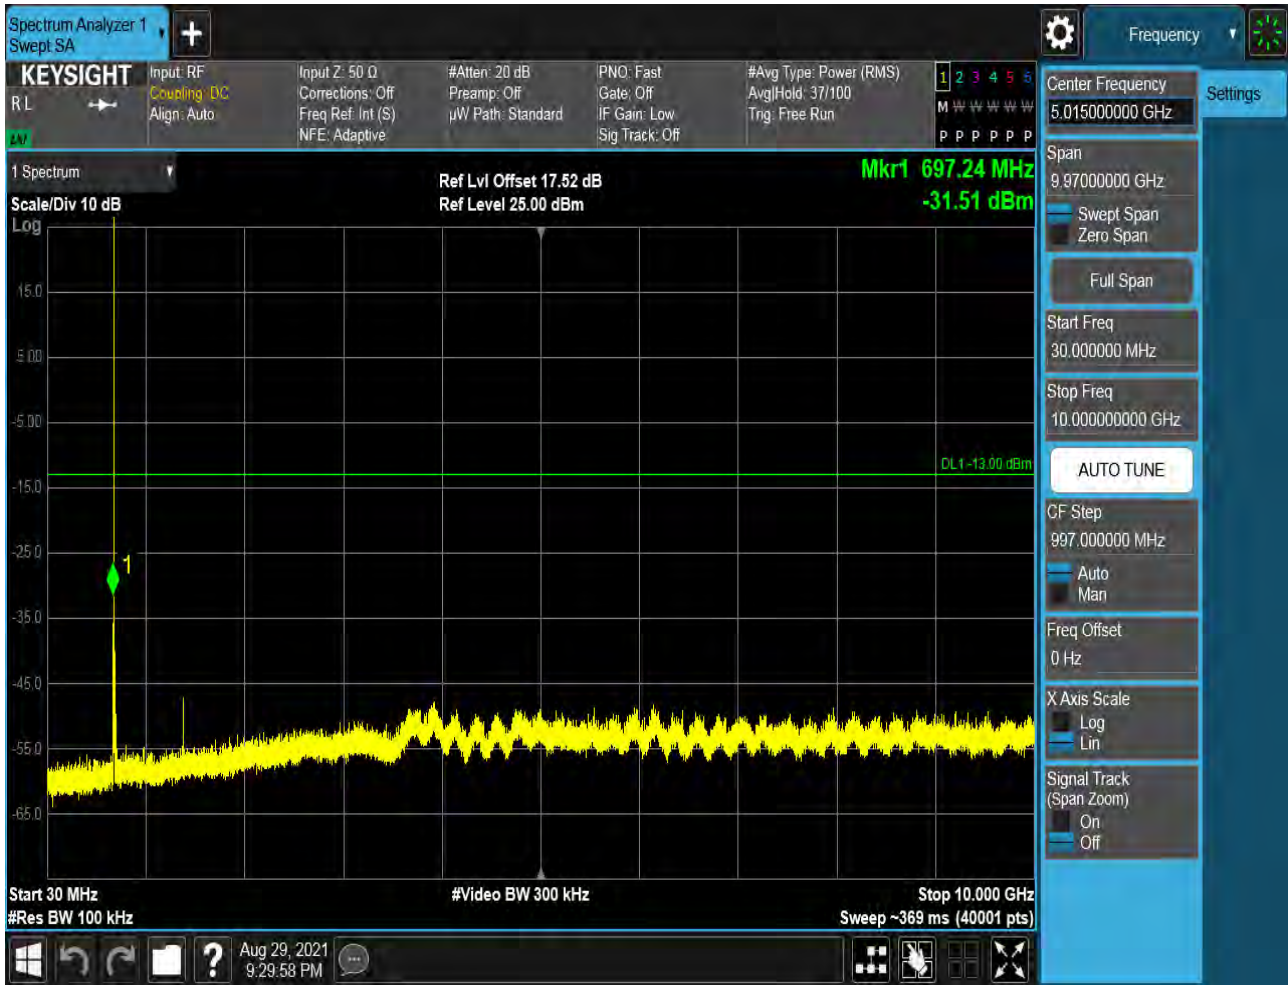 Spectrum Analyzer 1
Swept SA
Frequency
KEYSIGHT
R L
Input: RF
Coupling: DC
Align: Auto
Input Z: 50 Ω
Corrections: Off
Freq Ref: Int (S)
NFE: Adaptive
#Atten: 20 dB
Preamp: Off
µW Path: Standard
PNO: Fast
Gate: Off
IF Gain: Low
Sig Track: Off
#Avg Type: Power (RMS)
Avg|Hold: 37/100
Trig: Free Run
1 2 3 4 5 6
M W W W W W
P P P P P P
1 Spectrum
Scale/Div 10 dB
Log
Ref Lvl Offset 17.52 dB
Ref Level 25.00 dBm
Mkr1 697.24 MHz
-31.51 dBm
15.0
5.00
-5.00
DL1 -13.00 dBm
-15.0
1
-25.0
-35.0
-45.0
-55.0
-65.0
Start 30 MHz
#Res BW 100 kHz
#Video BW 300 kHz
Stop 10.000 GHz
Sweep ~369 ms (40001 pts)
Center Frequency
5.015000000 GHz
Settings
Span
9.97000000 GHz
Swept Span
Zero Span
Full Span
Start Freq
30.000000 MHz
Stop Freq
10.000000000 GHz
AUTO TUNE
CF Step
997.000000 MHz
Auto
Man
Freq Offset
0 Hz
X Axis Scale
Log
Lin
Signal Track
(Span Zoom)
On
Off
?
Aug 29, 2021
9:29:58 PM